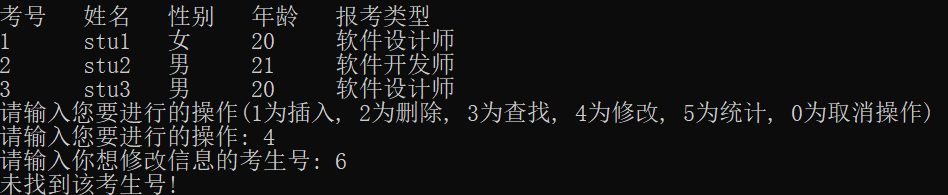 考号 姓名 性别 年龄 报考类型
1 stu1 女 20 软件设计师
2 stu2 男 21 软件开发师
3 stu3 男 20 软件设计师
请输入您要进行的操作(1为插入, 2为删除, 3为查找, 4为修改, 5为统计, 0为取消操作)
请输入您要进行的操作: 4
请输入你想修改信息的考生号: 6
未找到该考生号!